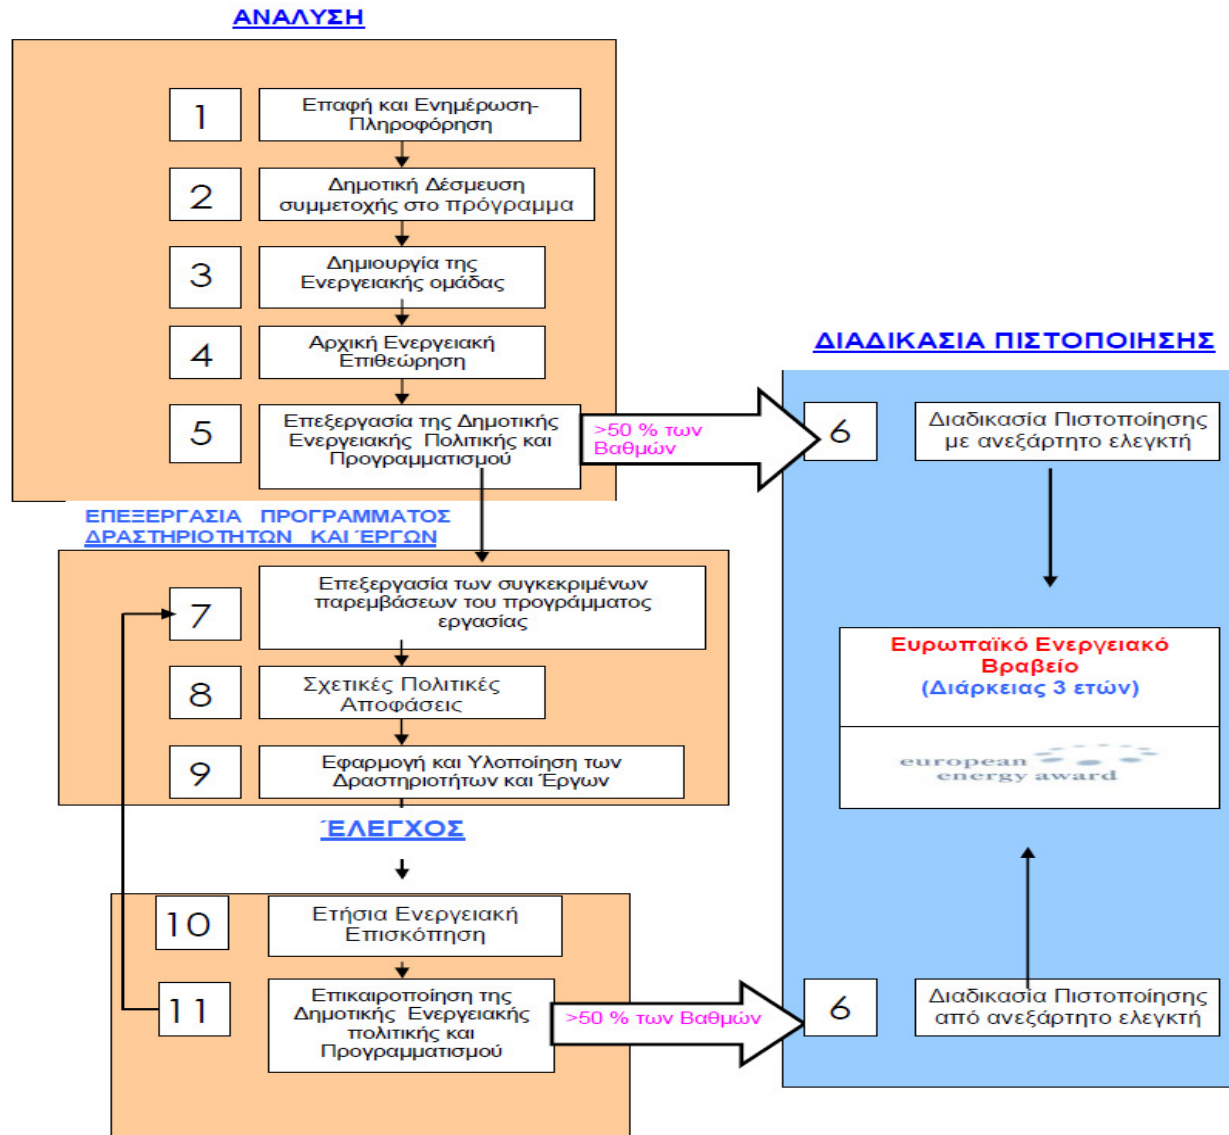 ΑΝΑΛΥΣΗ
1
Επαφή και Ενημέρωση-
Πληροφόρηση
2
Δημοτική Δέσμευση
συμμετοχής στο πρόγραμμα
3
Δημιουργία της
Ενεργειακής ομάδας
4
Αρχική Ενεργειακή
Επιθεώρηση
5
Επεξεργασία της Δημοτικής
Ενεργειακής Πολιτικής και
Προγραμματισμού
>50 % των
Βαθμών
ΔΙΑΔΙΚΑΣΙΑ ΠΙΣΤΟΠΟΙΗΣΗΣ
6
Διαδικασία Πιστοποίησης
με ανεξάρτητο ελεγκτή
ΕΠΕΞΕΡΓΑΣΙΑ ΠΡΟΓΡΑΜΜΑΤΟΣ
ΔΡΑΣΤΗΡΙΟΤΗΤΩΝ ΚΑΙ ΈΡΓΩΝ
7
Επεξεργασία των συγκεκριμένων
παρεμβάσεων του προγράμματος
εργασίας
8
Σχετικές Πολιτικές
Αποφάσεις
9
Εφαρμογή και Υλοποίηση των
Δραστηριοτήτων και Έργων
Ευρωπαϊκό Ενεργειακό
Βραβείο
(Διάρκειας 3 ετών)
european
energy award
ΈΛΕΓΧΟΣ
10
Ετήσια Ενεργειακή
Επισκόπηση
11
Επικαιροποίηση της
Δημοτικής Ενεργειακής
πολιτικής και
Προγραμματισμού
>50 % των Βαθμών
6
Διαδικασία Πιστοποίησης
από ανεξάρτητο ελεγκτή